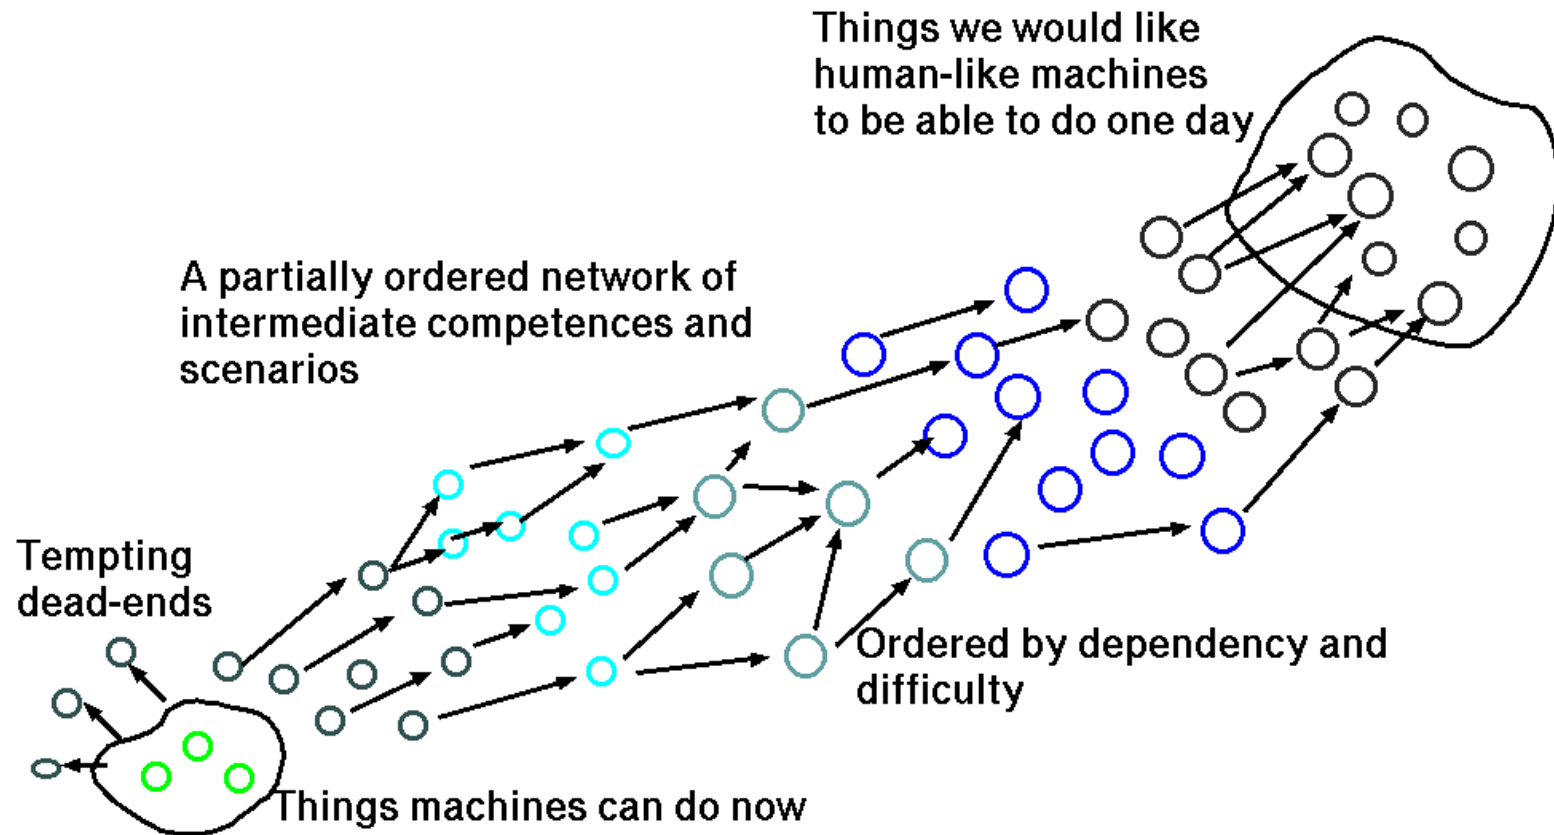 Things we would like
human-like machines
to be able to do one day
A partially ordered network of
intermediate competences and
scenarios
Tempting
dead-ends
Ordered by dependency and
difficulty
Things machines can do now